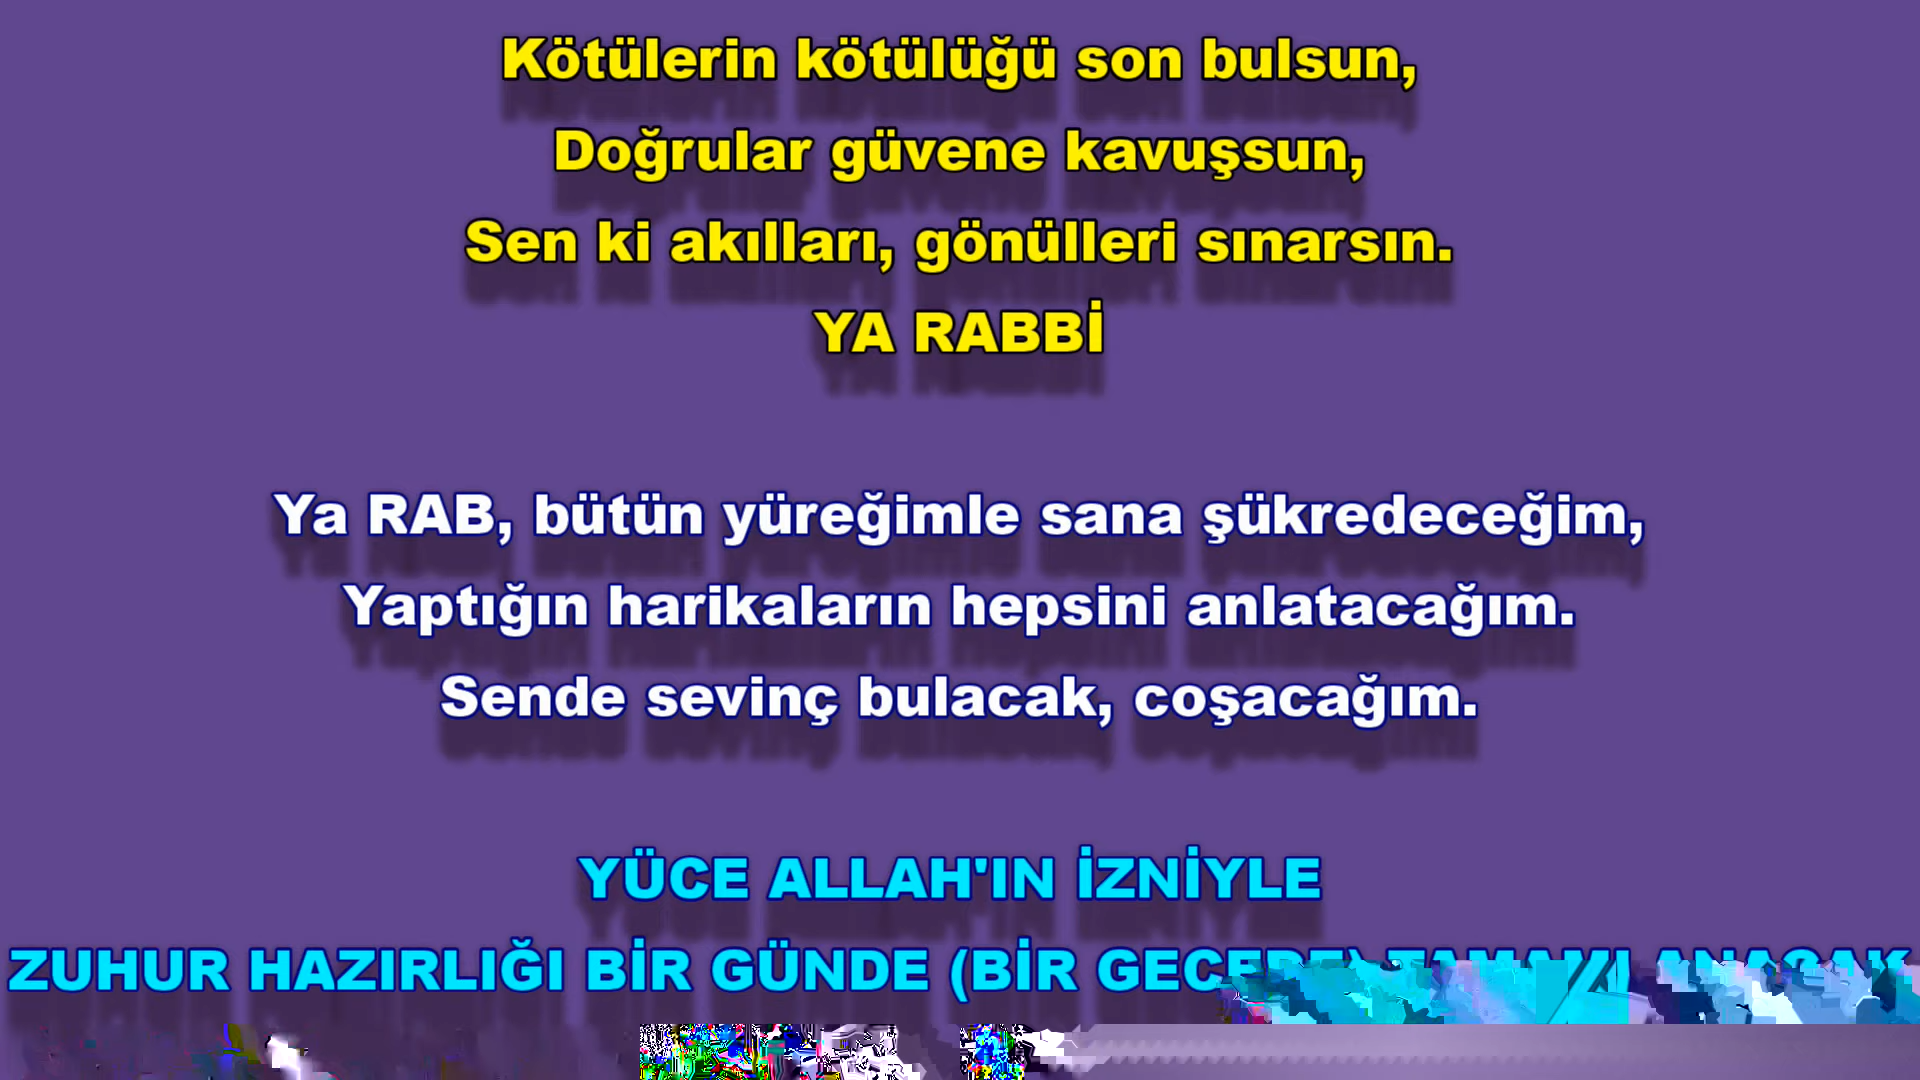 Kötülerin kötülüğü son bulsun,
Doğrular güvene kavuşsun,
Sen ki akılları, gönülleri sınarsın.
YA RABBİ
Ya RAB, bütün yüreğimle sana şükredeceğim,
Yaptığın harikaların hepsini anlatacağım.
Sende sevinç bulacak, coşacağım.
YÜCE ALLAH'IN İZNİYLE
ZUHUR HAZIRLIĞI BİR GÜNDE (BİR GECEDE) TAMAMLANACAK